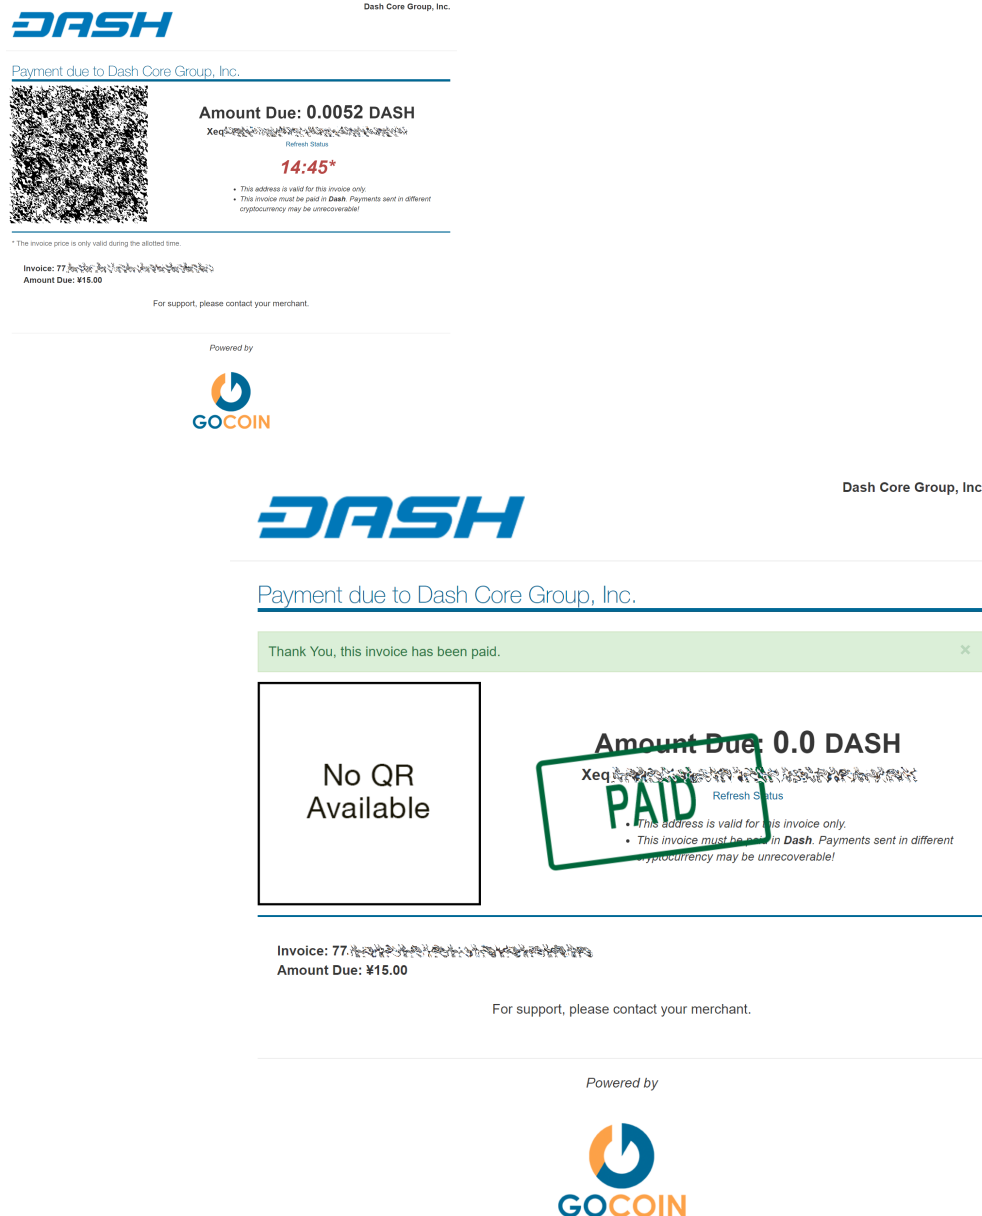 Dash Core Group, Inc.
DASH
Payment due to Dash Core Group, Inc.
Amount Due: 0.0052 DASH
Xeq
Refresh Status
14:45*
• This address is valid for this invoice only.
• This invoice must be paid in Dash. Payments sent in different
cryptocurrency may be unrecoverable!
* The invoice price is only valid during the allotted time.
Invoice: 77
Amount Due: ¥15.00
For support, please contact your merchant.
Powered by
GOCOIN
Dash Core Group, Inc
DASH
Payment due to Dash Core Group, Inc.
Thank You, this invoice has been paid.
×
No QR
Available
Amount Due: 0.0 DASH
Xeq
Refresh Status
PAID
• This address is valid for this invoice only.
• This invoice must be paid in Dash. Payments sent in different
cryptocurrency may be unrecoverable!
Invoice: 77
Amount Due: ¥15.00
For support, please contact your merchant.
Powered by
GOCOIN